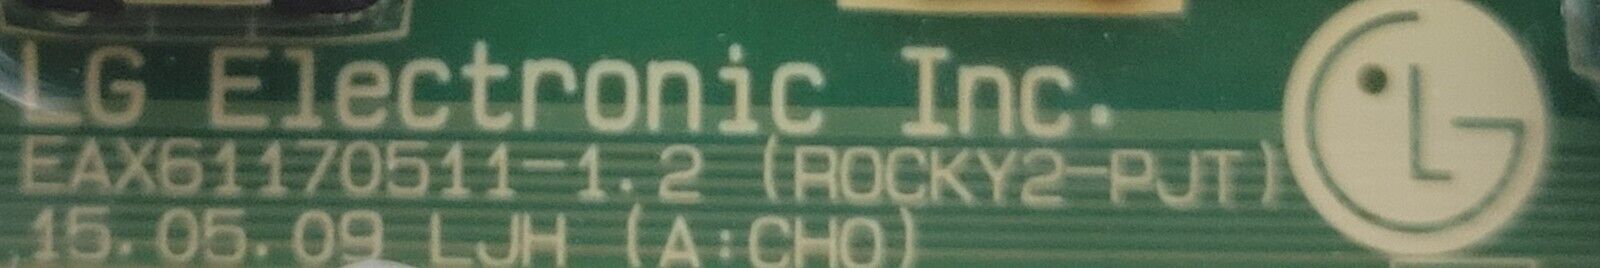 LG Electronic Inc.
EAX61170511-1.2 (ROCKY2-PJT)
15.05.09 LJH (A:CHO)
LG